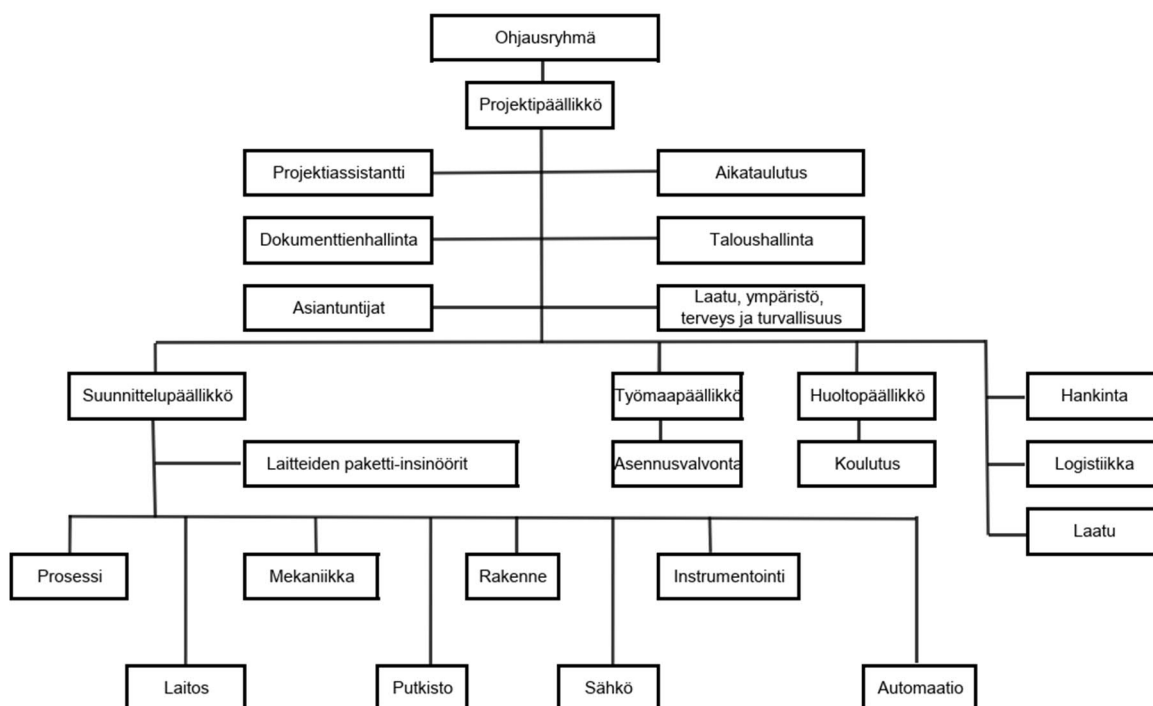 Ohjausryhmä
Projektipäällikkö
Projektiassistantti
Aikataulutus
Dokumenttienhallinta
Taloushallinta
Asiantuntijat
Laatu, ympäristö,
terveys ja turvallisuus
Suunnittelupäällikkö
Työmaapäällikkö
Huoltopäällikkö
Hankinta
Laitteiden paketti-insinöörit
Asennusvalvonta
Koulutus
Logistiikka
Laatu
Prosessi
Mekaniikka
Rakenne
Instrumentointi
Laitos
Putkisto
Sähkö
Automaatio